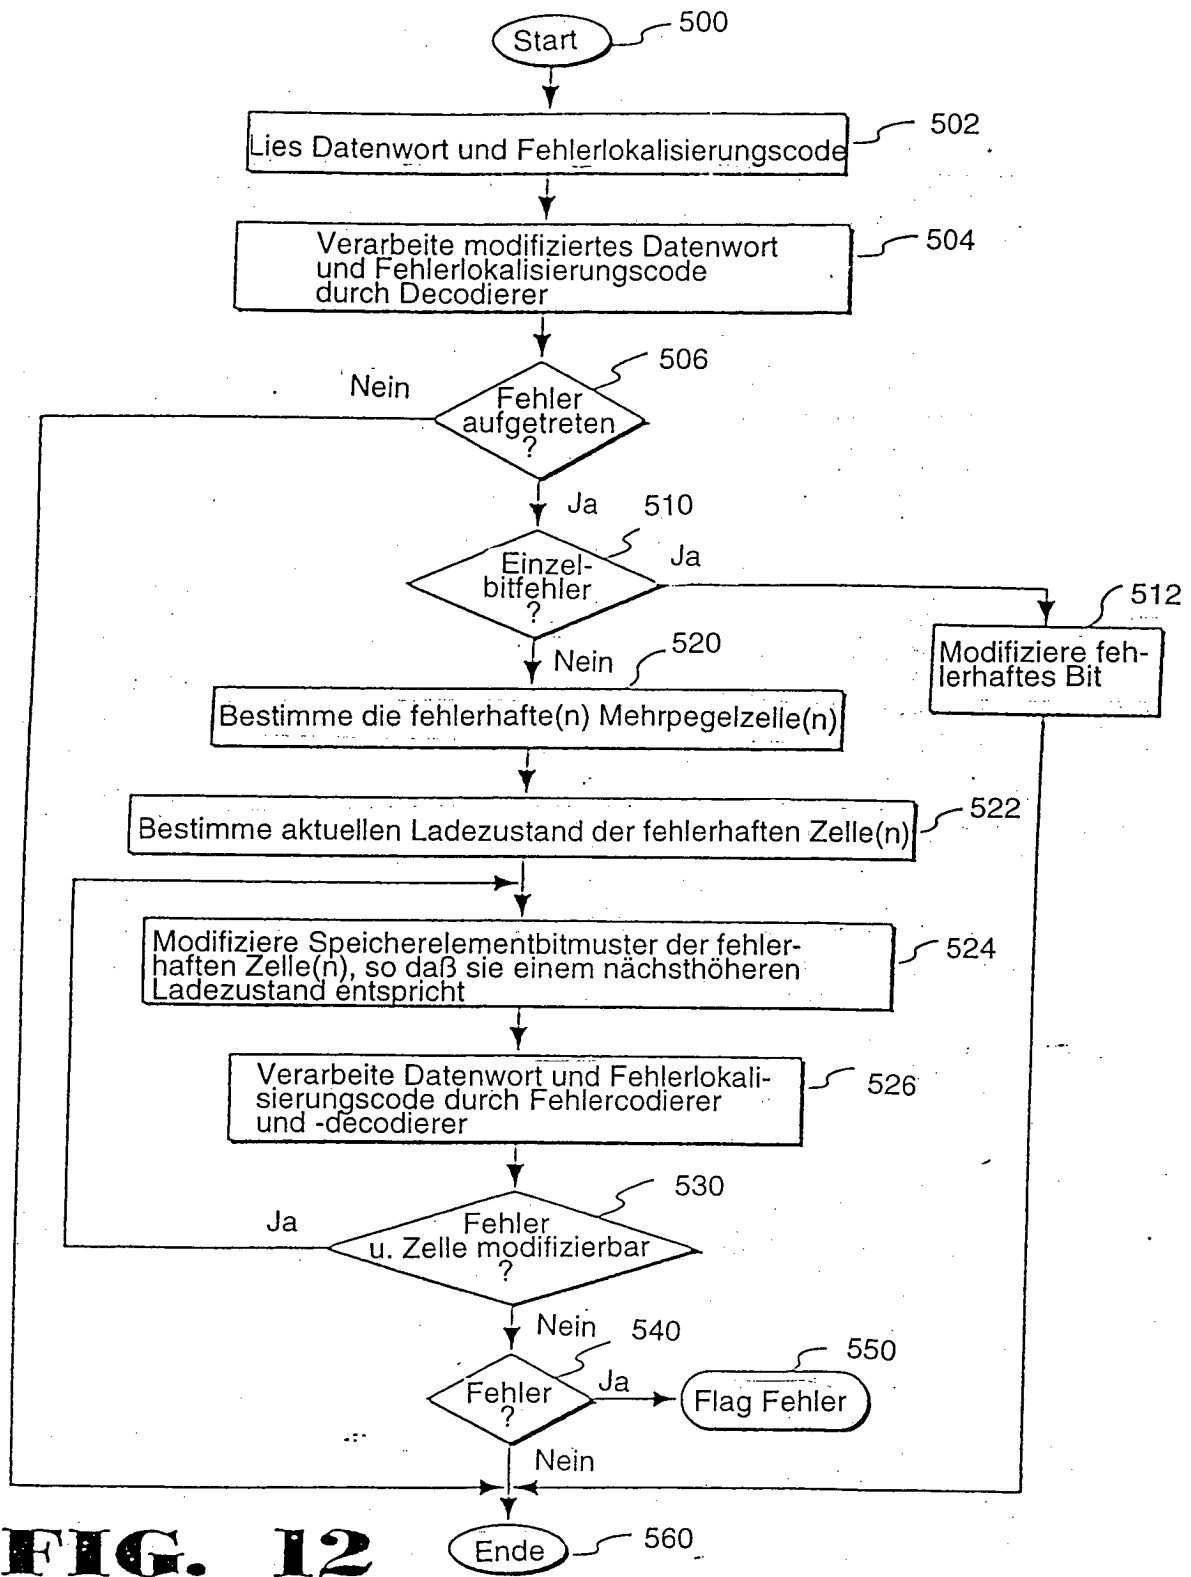 Start
500
Lies Datenwort und Fehlerlokalisierungscode
502
Verarbeite modifiziertes Datenwort
und Fehlerlokalisierungscode
durch Decodierer
504
Fehler
aufgetreten
?
506
Nein
Ja
Einzel-
bitfehler
?
510
Ja
Modifiziere feh-
lerhaftes Bit
512
Nein
Bestimme die fehlerhafte(n) Mehrpegelzelle(n)
520
Bestimme aktuellen Ladezustand der fehlerhaften Zelle(n)
522
Modifiziere Speicherelementbitmuster der fehler-
haften Zelle(n), so daß sie einem nächsthöheren
Ladezustand entspricht
524
Verarbeite Datenwort und Fehlerlokali-
sierungscode durch Fehlercodierer
und -decodierer
526
Fehler
u. Zelle modifizierbar
?
530
Ja
Nein
Fehler
?
540
Ja
Flag Fehler
550
Nein
Ende
560
FIG. 12